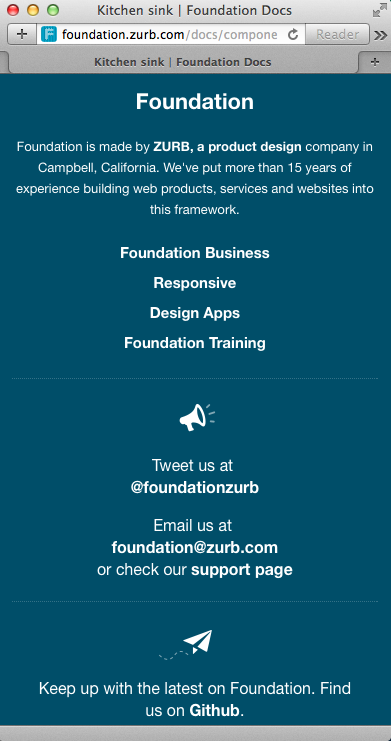 Kitchen sink | Foundation Docs
foundation.zurb.com/docs/compone
Reader
Kitchen sink | Foundation Docs
Foundation
Foundation is made by ZURB, a product design company in
Campbell, California. We've put more than 15 years of
experience building web products, services and websites into
this framework.
Foundation Business
Responsive
Design Apps
Foundation Training
Tweet us at
@foundationzurb
Email us at
foundation@zurb.com
or check our support page
Keep up with the latest on Foundation. Find
us on Github.